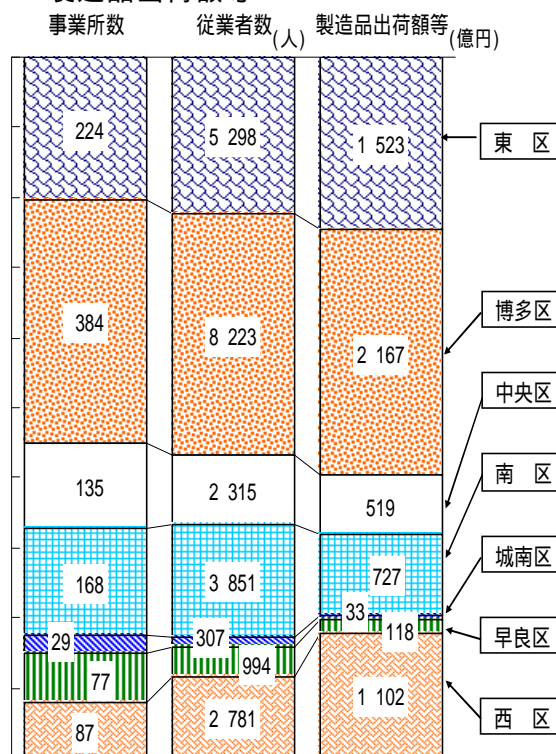 事業所数 従業者数(人) 製造品出荷額等(億円)
224 5 298 1 523 東 区
384 8 223 2 167 博多区
135 2 315 519 中央区
168 3 851 727 南 区
29 307 33 城南区
77 994 118 早良区
87 2 781 1 102 西 区